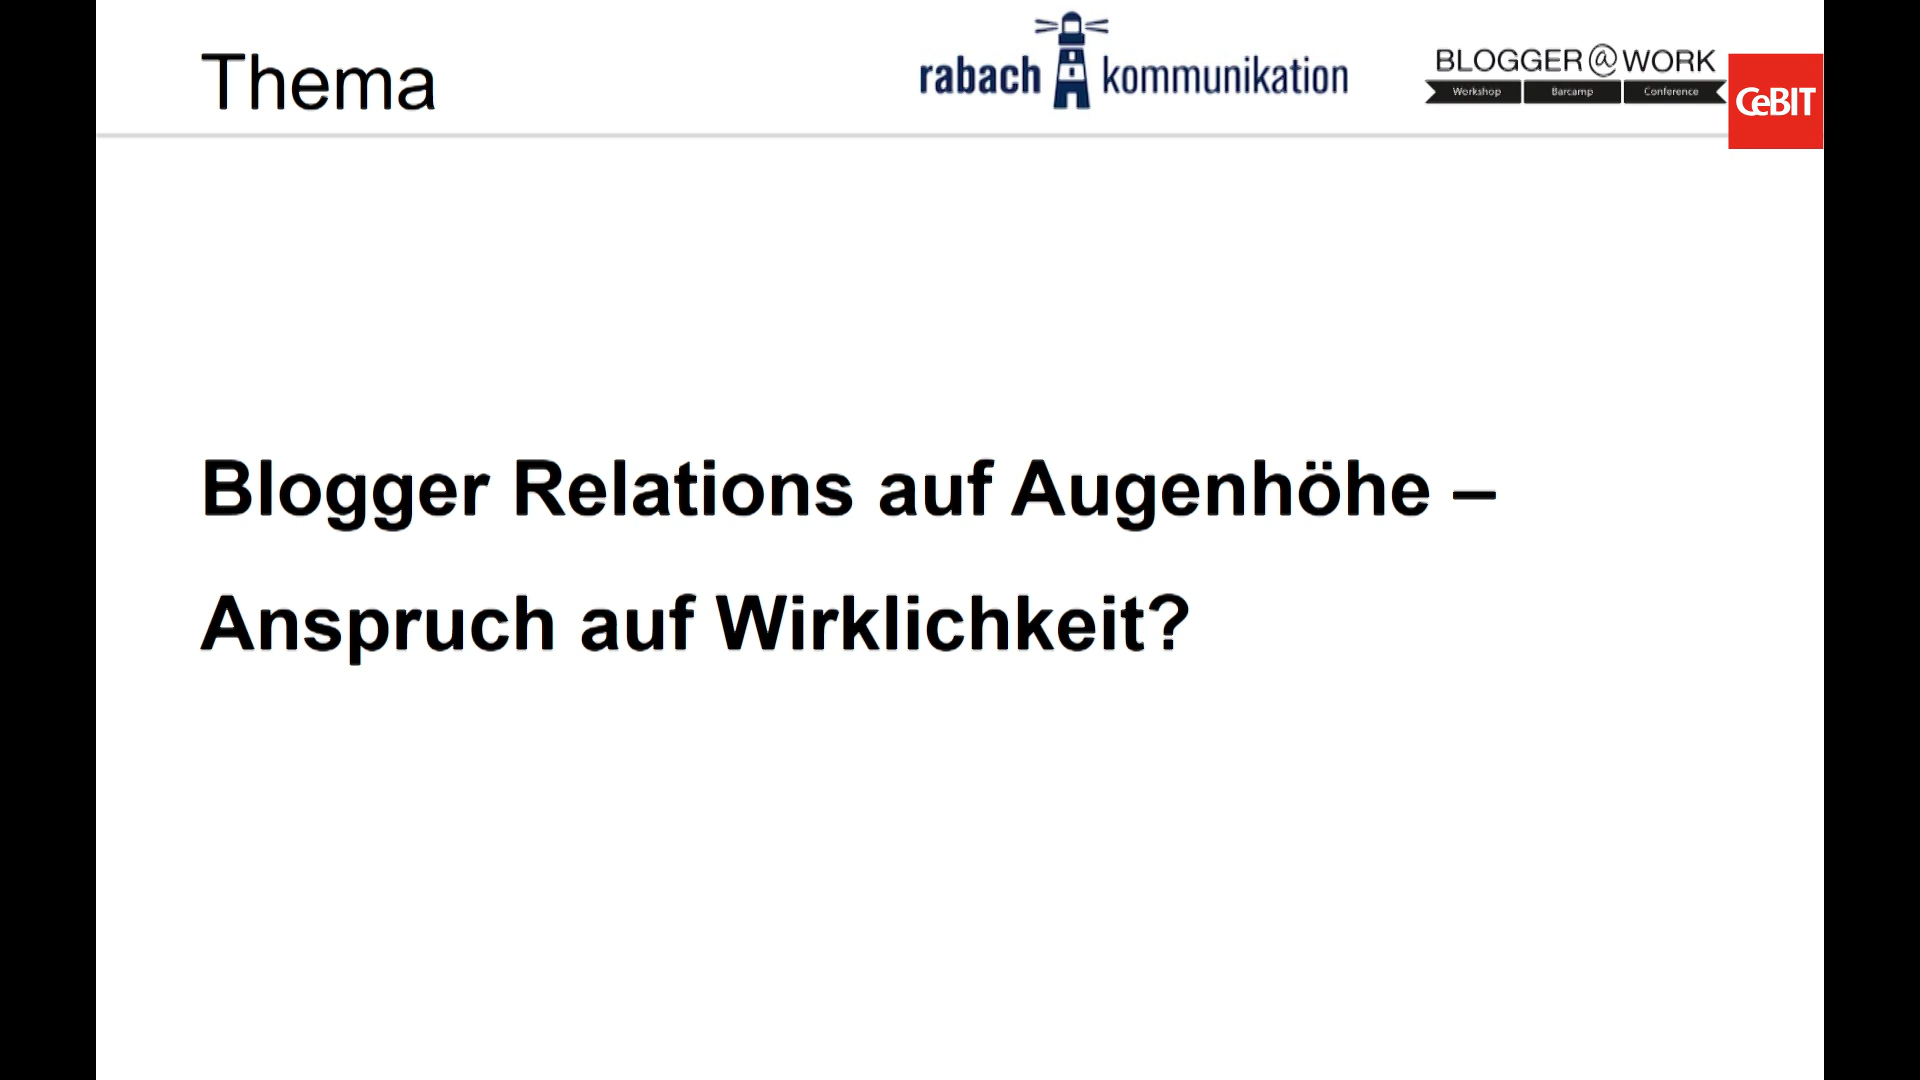 Thema
rabach kommunikation
BLOGGER@WORK
Workshop Barcamp Conference
CeBIT
Blogger Relations auf Augenhöhe –
Anspruch auf Wirklichkeit?